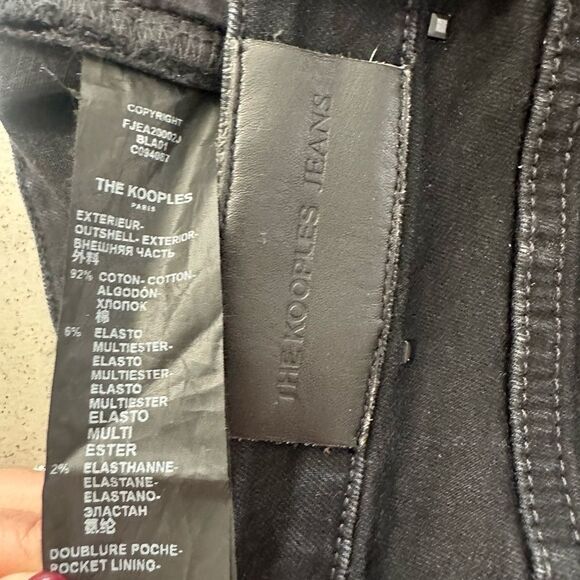 COPYRIGHT
FJEA20002J
BLA01
C094087
THE KOOPLES
PARIS
EXTERIEUR-
OUTSHELL- EXTERIOR-
ВНЕШНЯЯ ЧАСТЬ
外料
92% COTON- COTTON-
ALGODÓN-
ХЛОПОК
棉
6% ELASTO
MULTIESTER-
ELASTO
MULTIESTER-
ELASTO
MULTIESTER
ELASTO
MULTI
ESTER
2% ELASTHANNE-
ELASTANE-
ELASTANO-
ЭЛАСТАН
氨纶
DOUBLURE POCHE-
POCKET LINING-
THE KOOPLES JEANS